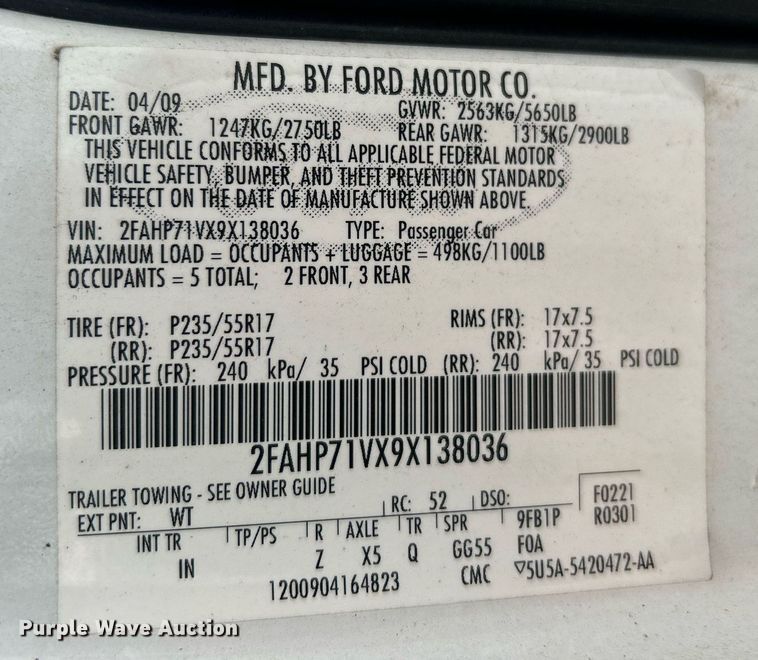 MFD. BY FORD MOTOR CO.
DATE: 04/09 GVWR: 2563KG/5650LB
FRONT GAWR: 1247KG/2750LB REAR GAWR: 1315KG/2900LB
THIS VEHICLE CONFORMS TO ALL APPLICABLE FEDERAL MOTOR
VEHICLE SAFETY, BUMPER, AND THEFT PREVENTION STANDARDS
IN EFFECT ON THE DATE OF MANUFACTURE SHOWN ABOVE.
VIN: 2FAHP71VX9X138036 TYPE: Passenger Car
MAXIMUM LOAD = OCCUPANTS + LUGGAGE = 498KG/1100LB
OCCUPANTS = 5 TOTAL; 2 FRONT, 3 REAR
TIRE (FR): P235/55R17 RIMS (FR): 17x7.5
(RR): P235/55R17 (RR): 17x7.5
PRESSURE (FR): 240 kPa/ 35 PSI COLD (RR): 240 kPa/ 35 PSI COLD
2FAHP71VX9X138036
TRAILER TOWING - SEE OWNER GUIDE
EXT PNT: WT RC: 52 DSO: F0221
INT TR TP/PS R AXLE TR SPR 9FB1P R0301
IN Z X5 Q GG55 F0A
1200904164823 CMC ▽5U5A-5420472-AA
Purple Wave Auction